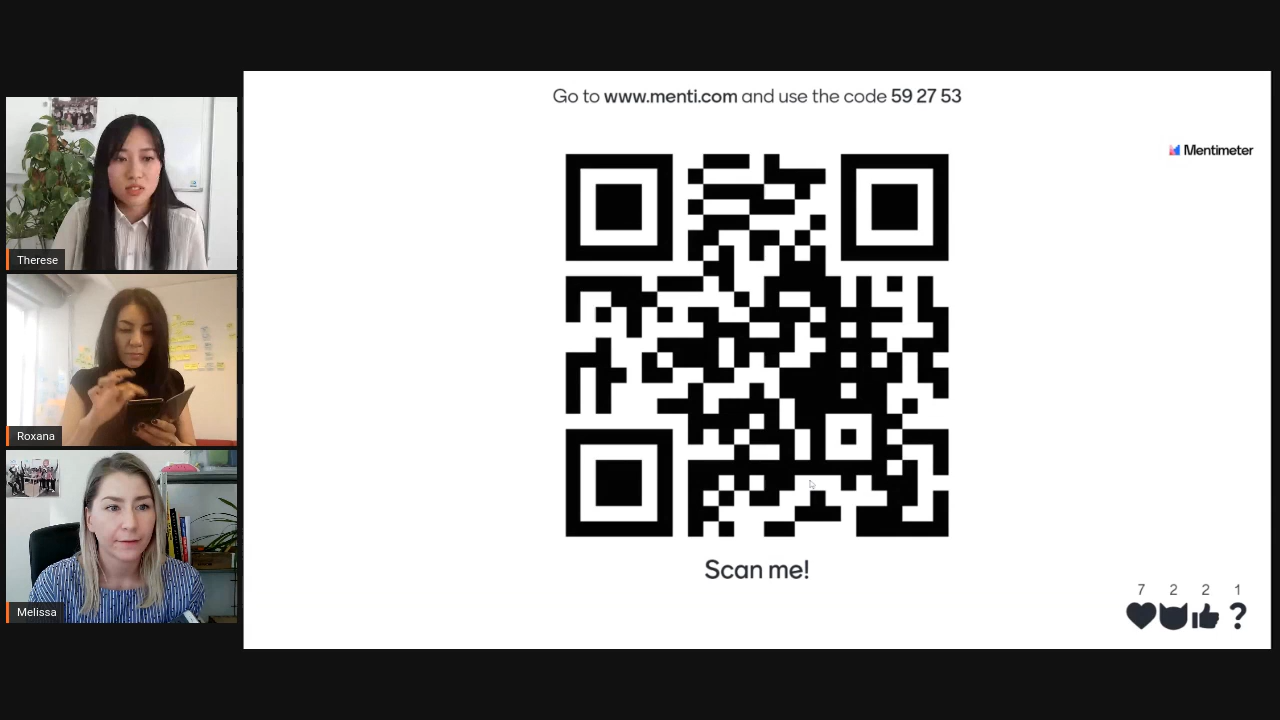 Go to www.menti.com and use the code 59 27 53
Mentimeter
Therese
Roxana
Melissa
Scan me!
7 2 2 1
?